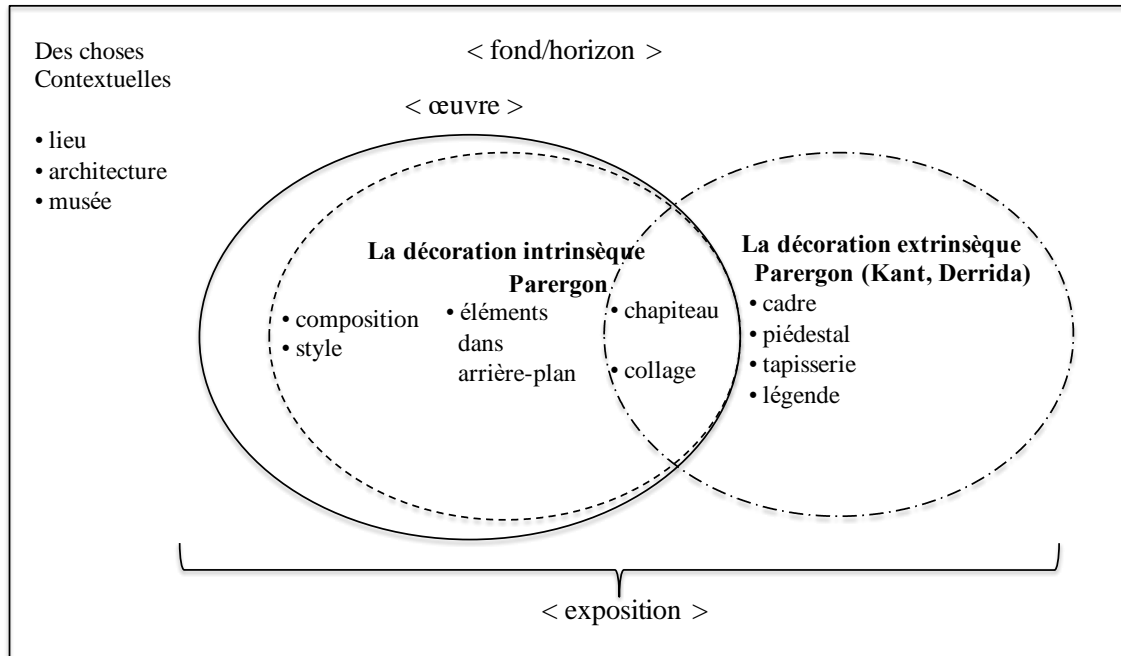 Des choses
Contextuelles
• lieu
• architecture
• musée
< fond/horizon >
< œuvre >
La décoration intrinsèque
Parergon
• composition
• style
• éléments
dans
arrière-plan
• chapiteau
• collage
La décoration extrinsèque
Parergon (Kant, Derrida)
• cadre
• piédestal
• tapisserie
• légende
< exposition >